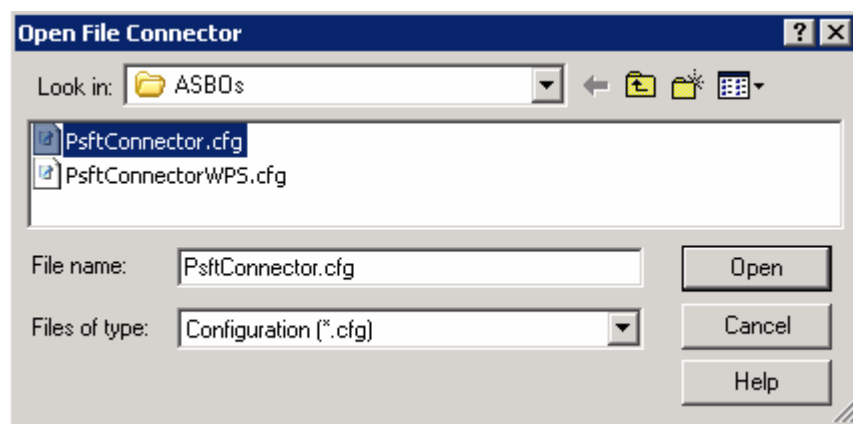 Open File Connector
Look in: ASBOs
PsftConnector.cfg
PsftConnectorWPS.cfg
File name: PsftConnector.cfg Open
Files of type: Configuration (*.cfg) Cancel
Help